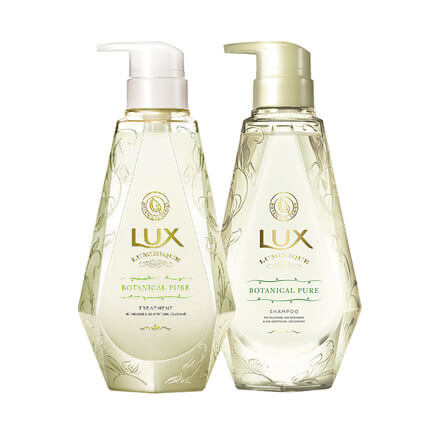 LUX
LUMINIQUE
BOTANICAL PURE
TREATMENT
LUX
LUMINIQUE
BOTANICAL PURE
SHAMPOO